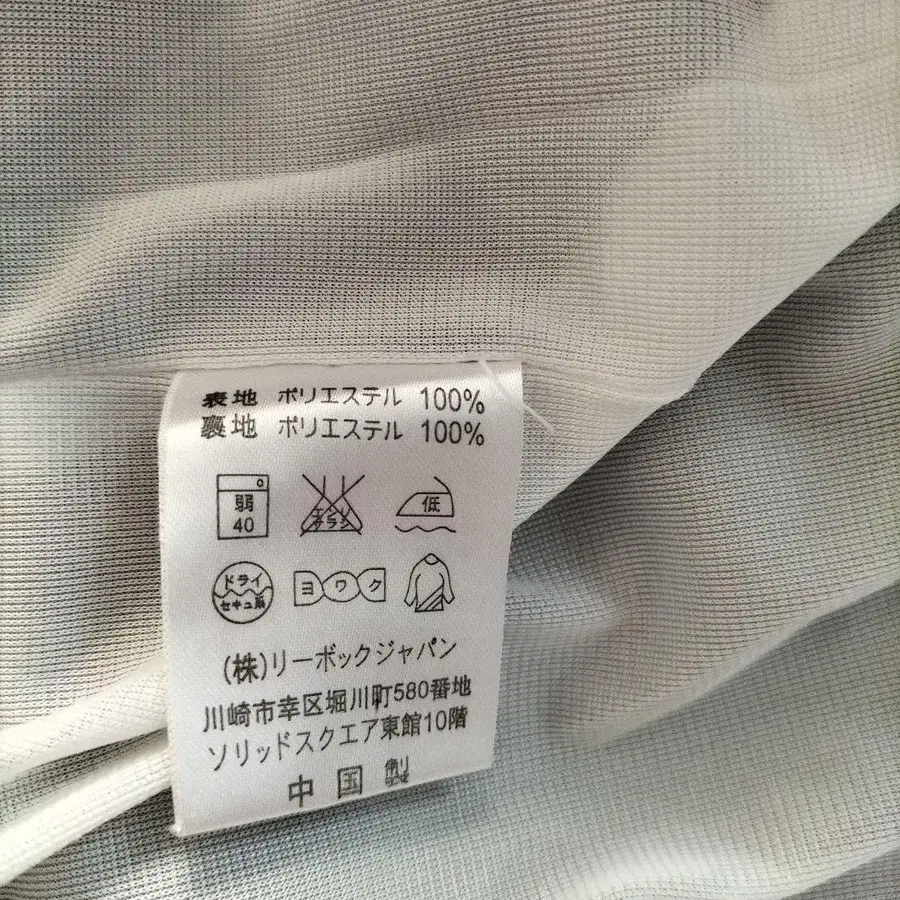 表地 ポリエステル 100%
裏地 ポリエステル 100%
弱 40
エンソ サラシ
低
ドライ
セキユ系
ヨワク
(株)リーボックジャパン
川崎市幸区堀川町580番地
ソリッドスクエア東館10階
中国製